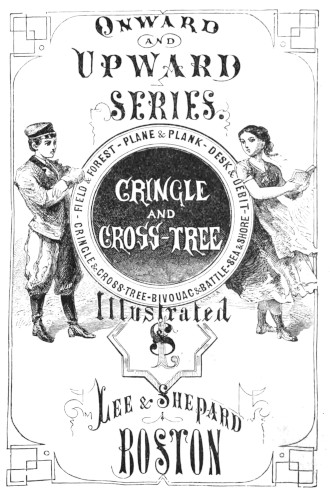 ONWARD
AND
UPWARD
SERIES.
FIELD & FOREST - PLANE & PLANK - DESK & DEBIT - CRINGLE & CROSS-TREE - BIVOUAC & BATTLE - SEA & SHORE -
CRINGLE
AND
CROSS-TREE
Illustrated
LS
LEE & SHEPARD
BOSTON